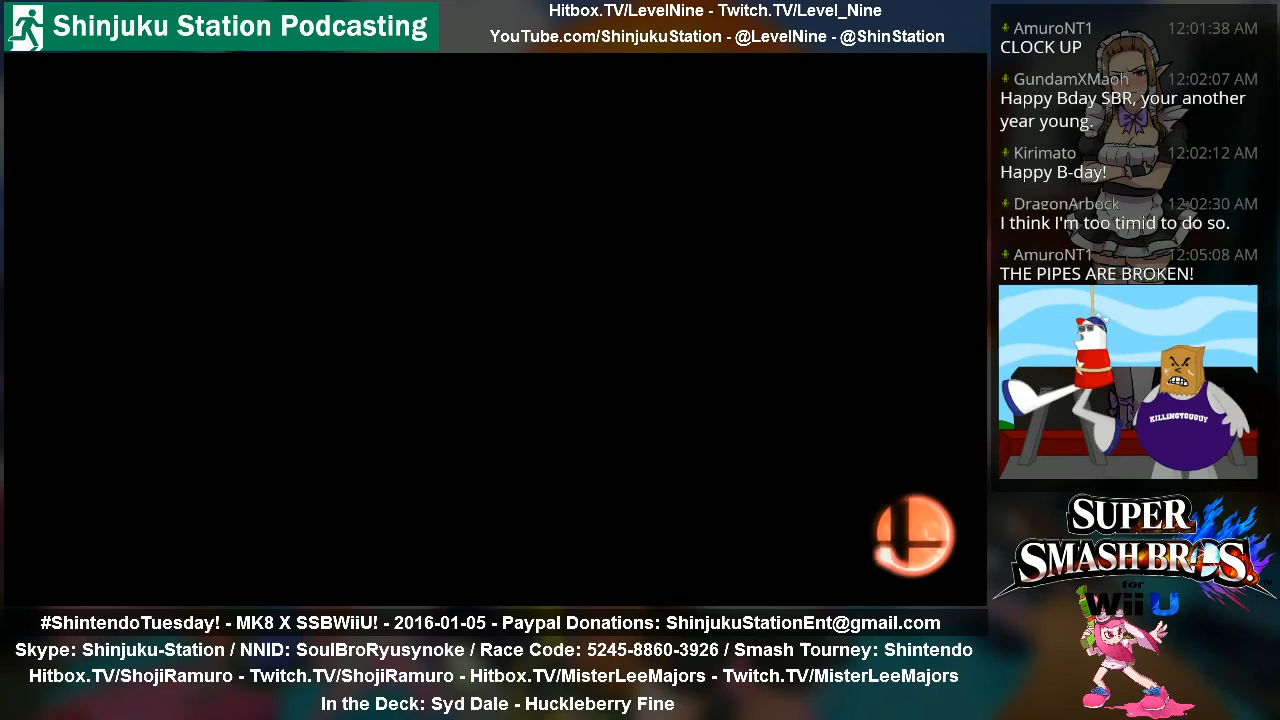 Shinjuku Station Podcasting
Hitbox.TV/LevelNine - Twitch.TV/Level_Nine
YouTube.com/ShinjukuStation - @LevelNine - @ShinStation
AmuroNT1 12:01:38 AM
CLOCK UP
GundamXMaoh 12:02:07 AM
Happy Bday SBR, your another
year young.
Kirimato 12:02:12 AM
Happy B-day!
DragonArbock 12:02:30 AM
I think I'm too timid to do so.
AmuroNT1 12:05:08 AM
THE PIPES ARE BROKEN!
KILLINGYOUGUY
SUPER
SMASH BROS.™
for
Wii U
#ShintendoTuesday! - MK8 X SSBWiiU! - 2016-01-05 - Paypal Donations: ShinjukuStationEnt@gmail.com
Skype: Shinjuku-Station / NNID: SoulBroRyusynoke / Race Code: 5245-8860-3926 / Smash Tourney: Shintendo
Hitbox.TV/ShojiRamuro - Twitch.TV/ShojiRamuro - Hitbox.TV/MisterLeeMajors - Twitch.TV/MisterLeeMajors
In the Deck: Syd Dale - Huckleberry Fine